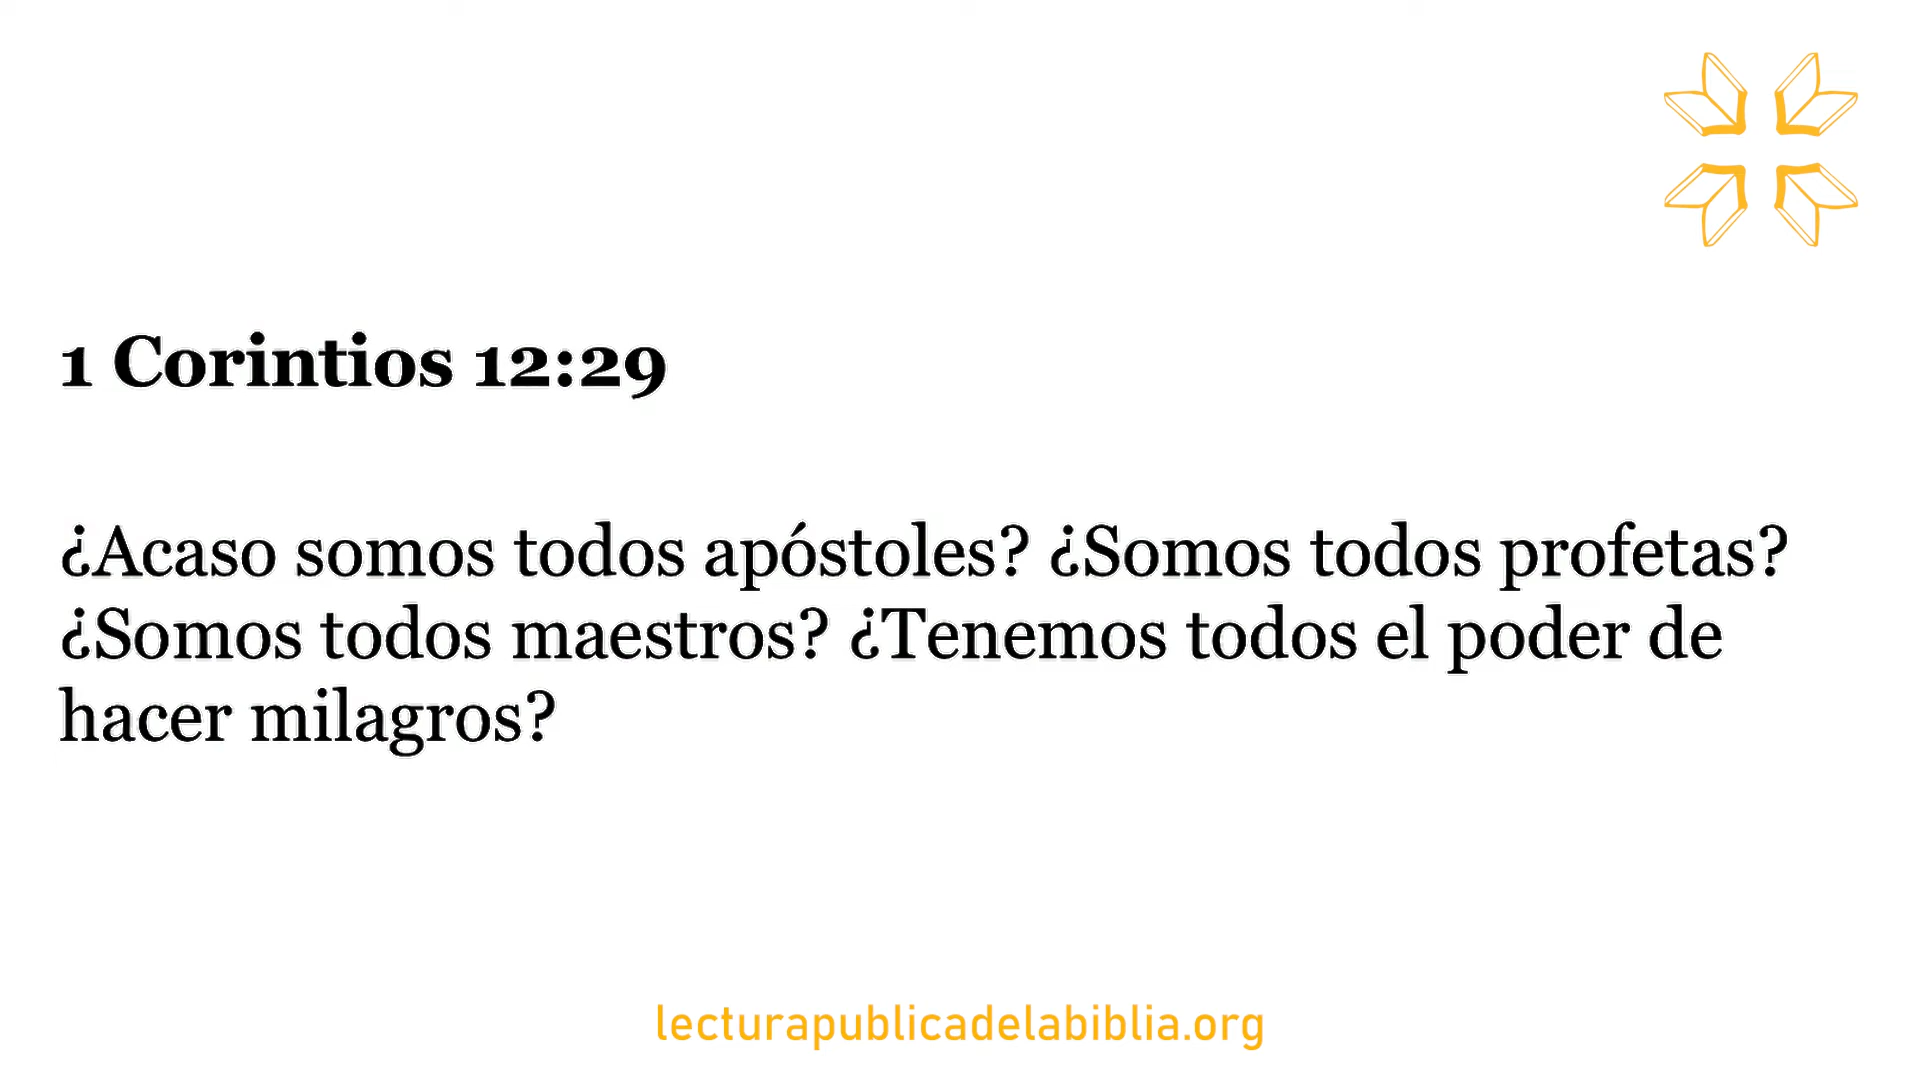 1 Corintios 12:29
¿Acaso somos todos apóstoles? ¿Somos todos profetas?
¿Somos todos maestros? ¿Tenemos todos el poder de
hacer milagros?
lecturapublicadelabiblia.org